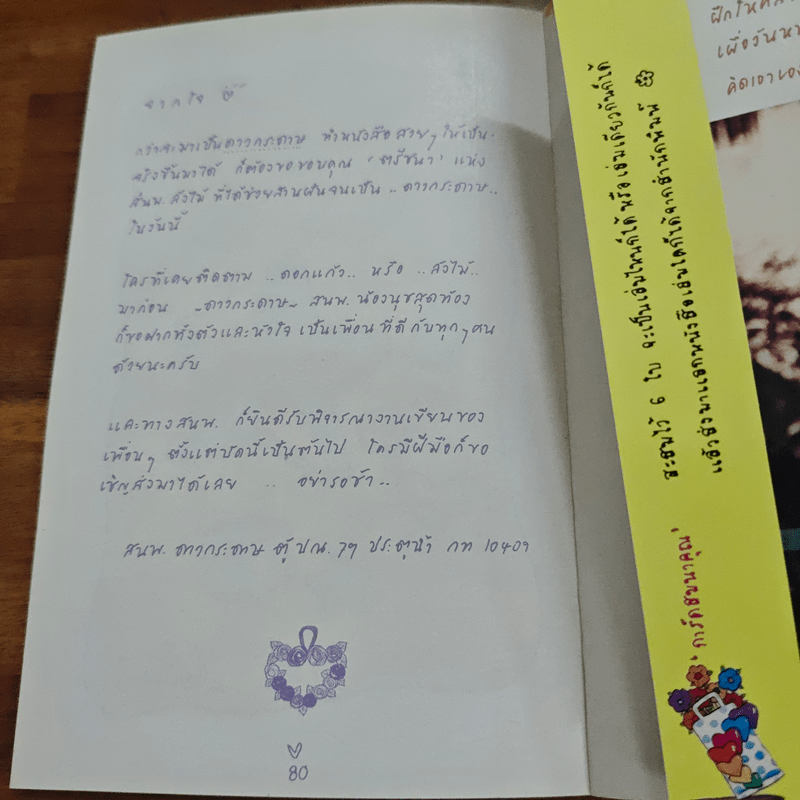 จากใจ
กว่าจะมาเป็นดาวกระดาษ ทำหนังสือสวยๆ ให้เป็น
จริงขึ้นมาได้ ก็ต้องขอขอบคุณ ' ตรีชนา ' แห่ง
สนพ. สั่งไม้ ที่ได้ช่วยสานฝันจนเป็น .. ดาวกระดาษ..
ในวันนี้
ใครที่เคยติดตาม .. ดอกแก้ว.. หรือ .. สั่งไม้..
มาก่อน ~ดาวกระดาษ~ สนพ. น้องนุชสุดท้อง
ก็ขอฝากทั้งตัวและหัวใจ เป็นเพื่อนที่ดีกับทุกๆคน
ด้วยนะครับ
และทางสนพ. ก็ยินดีรับพิจารณางานเขียนของ
เพื่อนๆ ตั้งแต่บัดนี้เป็นต้นไป ใครมีฝีมือก็ขอ
เชิญส่งมาได้เลย .. อย่ารอช้า..
สนพ. ดาวกระดาษ ตู้ ปณ. 77 ประตูน้ำ กท 10409
80
' การ์ดสมนาคุณ '
สะสมไว้ 6 ใบ จะเป็นเล่มไหนก็ได้ หรือ เล่มเดียวกันก็ได้
แล้วส่งมาแลกหนังสือเล่มใดก็ได้จากสำนักพิมพ์
เผื่อวันห